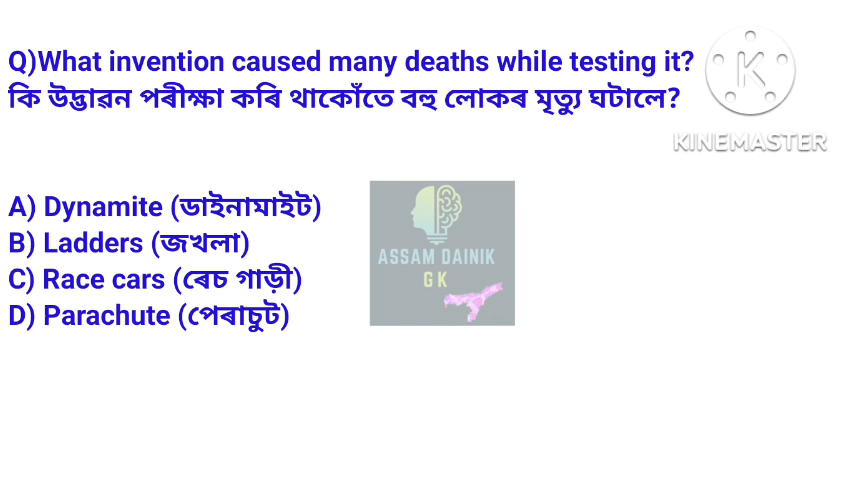 Q)What invention caused many deaths while testing it?
কি উদ্ভাৱন পৰীক্ষা কৰি থাকোঁতে বহু লোকৰ মৃত্যু ঘটালে?
KINEMASTER
A) Dynamite (ডাইনামাইট)
B) Ladders (জখলা)
C) Race cars (ৰেচ গাড়ী)
D) Parachute (পেৰাচুট)
ASSAM DAINIK
GK